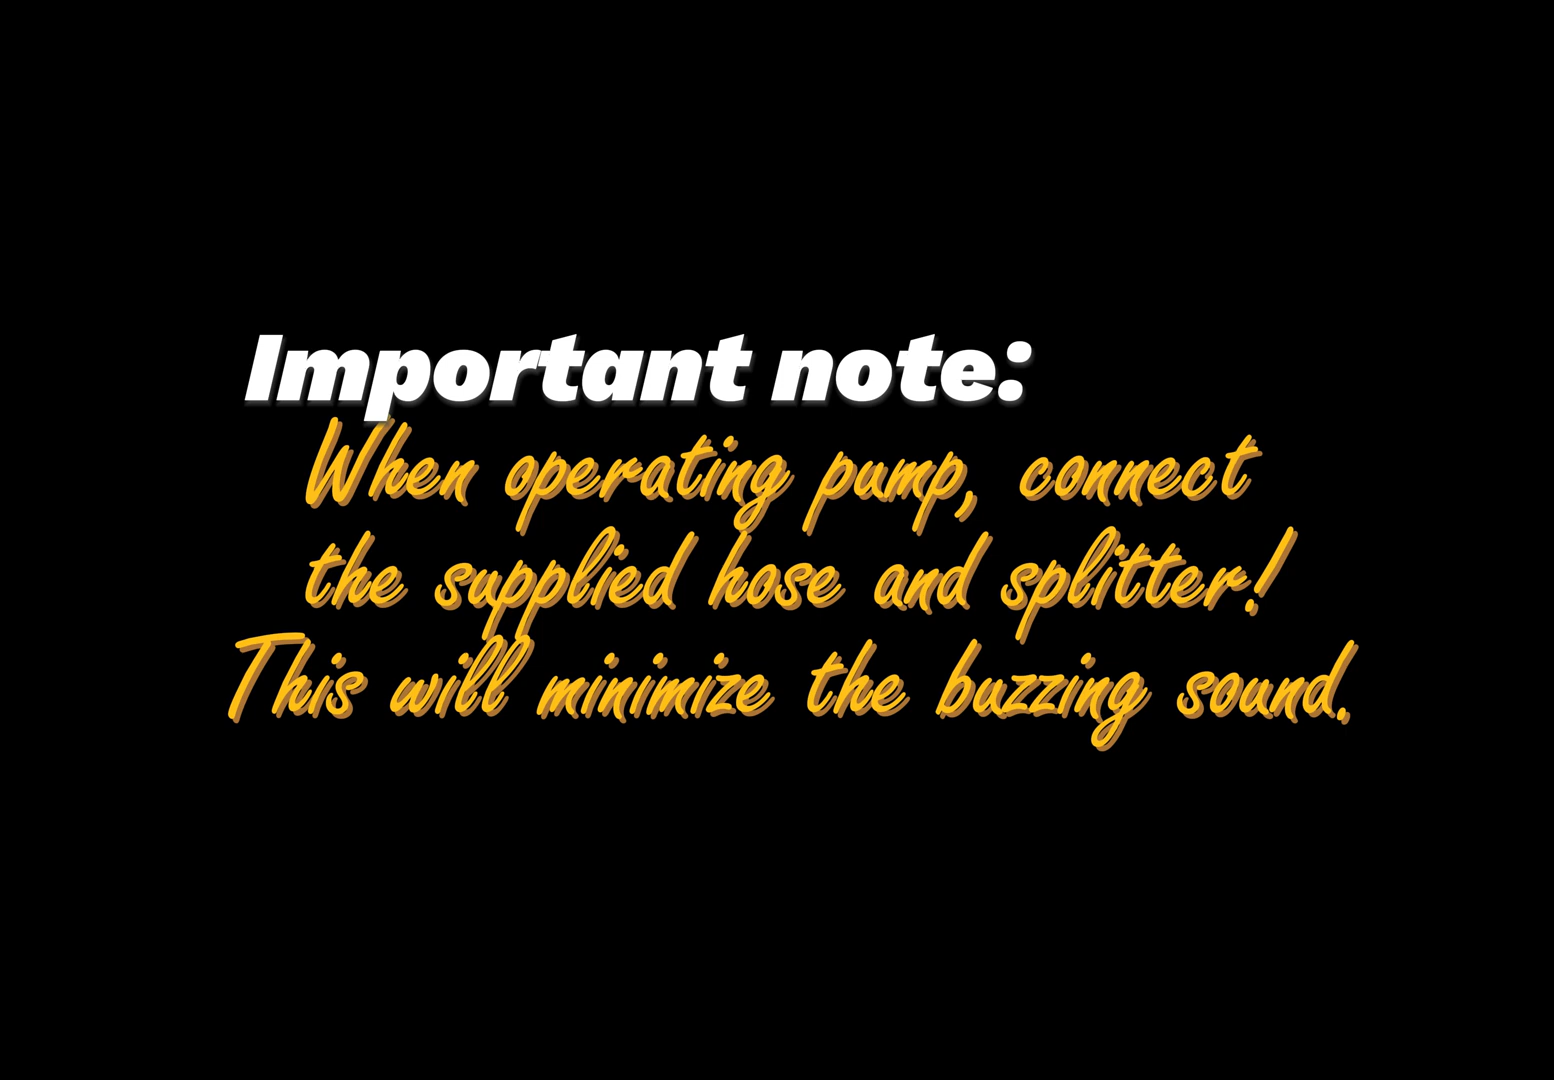 Important note:
When operating pump, connect
the supplied hose and splitter!
This will minimize the buzzing sound.